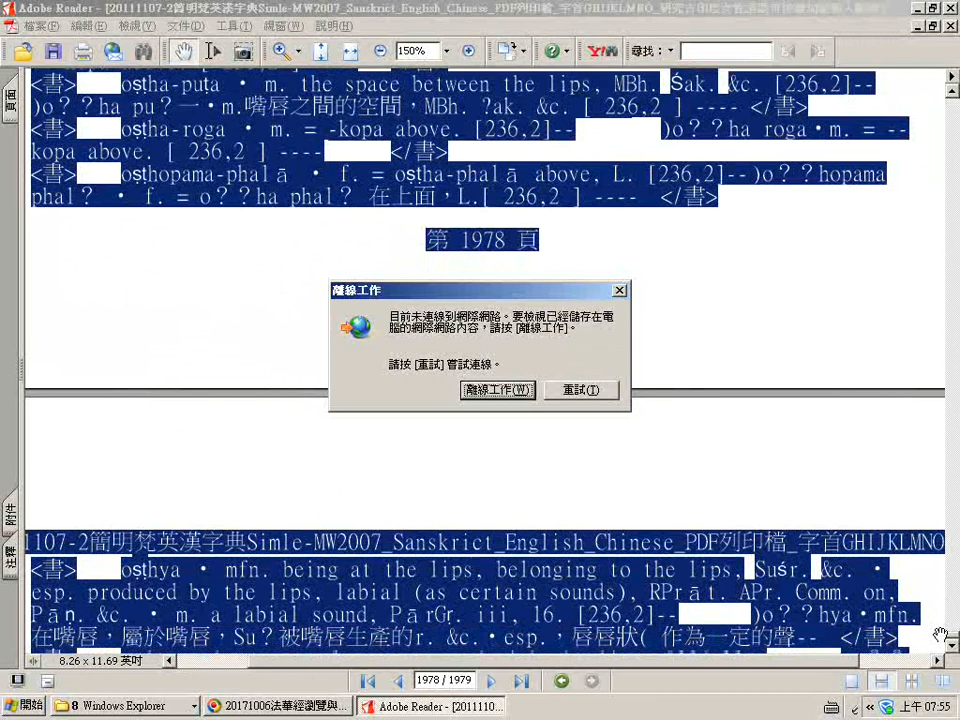 Adobe Reader - [20111107-2簡明梵英漢字典Simle-MW2007_Sanskrict_English_Chinese_PDF列印檔_字首GHIJKLMNO_
檔案(F) 編輯(E) 檢視(V) 文件(D) 工具(T) 視窗(W) 說明(H)
150% 尋找：
頁面
<書> oṣṭha-puṭa ‧ m. the space between the lips, MBh. Śak. &c. [236,2]--
)o？？ha pu？一‧m.嘴唇之間的空間，MBh. ?ak. &c. [ 236,2 ] ---- </書>
<書> oṣṭha-roga ‧ m. = -kopa above. [236,2]-- )o？？ha roga‧m. = --
kopa above. [ 236,2 ] ---- </書>
<書> oṣṭhopama-phalā ‧ f. = oṣṭha-phalā above, L. [236,2]--)o？？hopama
phal？ ‧ f. = o？？ha phal？ 在上面，L.[ 236,2 ] ---- </書>
第 1978 頁
離線工作
目前未連線到網際網路。要檢視已經儲存在電
腦的網際網路內容，請按 [離線工作]。
請按 [重試] 嘗試連線。
離線工作(W) 重試(T)
附件
注釋
1107-2簡明梵英漢字典Simle-MW2007_Sanskrict_English_Chinese_PDF列印檔_字首GHIJKLMNO
<書> oṣṭhya ‧ mfn. being at the lips, belonging to the lips, Suśr. &c. ‧
esp. produced by the lips, labial (as certain sounds), RPrāt. APr. Comm. on,
Pāṇ. &c. ‧ m. a labial sound, PārGṛ. iii, 16. [236,2]-- )o？？hya‧mfn.
在嘴唇，屬於嘴唇，Su？被嘴唇生產的r. &c.‧esp.，唇唇狀( 作為一定的聲-- </書>
8.26 x 11.69 英吋
1978 / 1979
開始 8 Windows Explorer 20171006法華經瀏覽與... Adobe Reader - [2011110... 上午 07:55